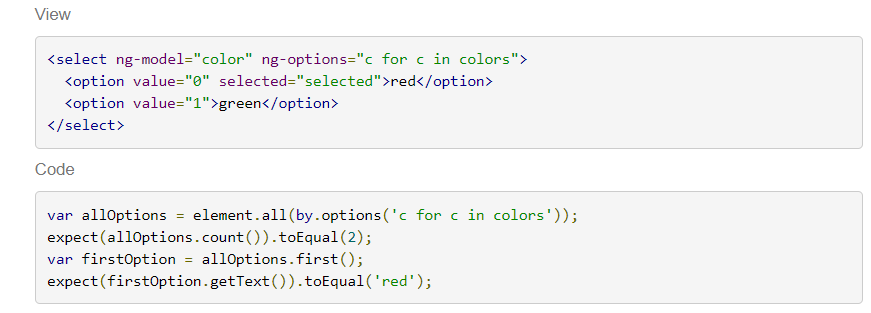 View
<select ng-model="color" ng-options="c for c in colors">
  <option value="0" selected="selected">red</option>
  <option value="1">green</option>
</select>
Code
var allOptions = element.all(by.options('c for c in colors'));
expect(allOptions.count()).toEqual(2);
var firstOption = allOptions.first();
expect(firstOption.getText()).toEqual('red');